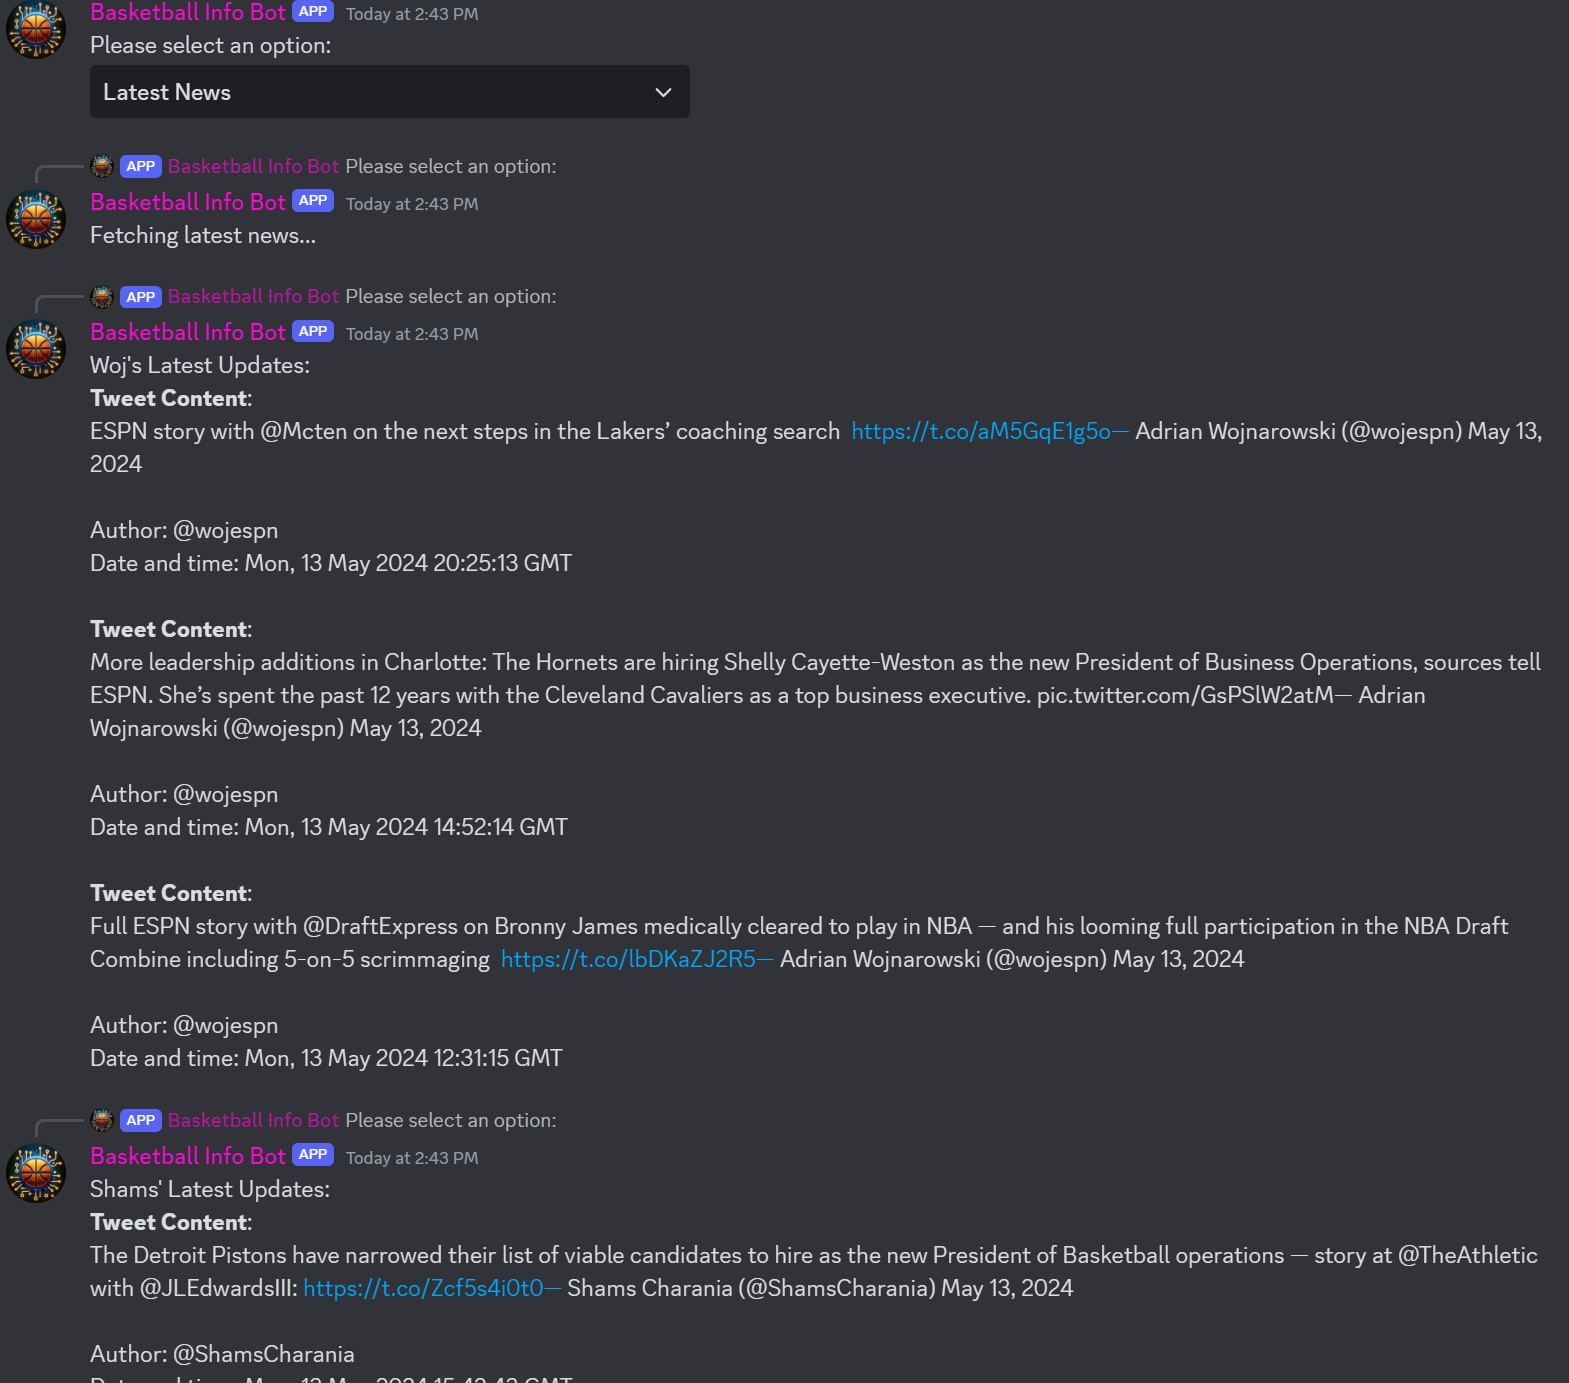 Basketball Info Bot APP Today at 2:43 PM
Please select an option:
Latest News
APP Basketball Info Bot Please select an option:
Basketball Info Bot APP Today at 2:43 PM
Fetching latest news...
APP Basketball Info Bot Please select an option:
Basketball Info Bot APP Today at 2:43 PM
Woj's Latest Updates:
Tweet Content:
ESPN story with @Mcten on the next steps in the Lakers’ coaching search https://t.co/aM5GqE1g5o— Adrian Wojnarowski (@wojespn) May 13,
2024
Author: @wojespn
Date and time: Mon, 13 May 2024 20:25:13 GMT
Tweet Content:
More leadership additions in Charlotte: The Hornets are hiring Shelly Cayette-Weston as the new President of Business Operations, sources tell
ESPN. She’s spent the past 12 years with the Cleveland Cavaliers as a top business executive. pic.twitter.com/GsPSlW2atM— Adrian
Wojnarowski (@wojespn) May 13, 2024
Author: @wojespn
Date and time: Mon, 13 May 2024 14:52:14 GMT
Tweet Content:
Full ESPN story with @DraftExpress on Bronny James medically cleared to play in NBA — and his looming full participation in the NBA Draft
Combine including 5-on-5 scrimmaging https://t.co/lbDKaZJ2R5— Adrian Wojnarowski (@wojespn) May 13, 2024
Author: @wojespn
Date and time: Mon, 13 May 2024 12:31:15 GMT
APP Basketball Info Bot Please select an option:
Basketball Info Bot APP Today at 2:43 PM
Shams' Latest Updates:
Tweet Content:
The Detroit Pistons have narrowed their list of viable candidates to hire as the new President of Basketball operations — story at @TheAthletic
with @JLEdwardsIII: https://t.co/Zcf5s4i0t0— Shams Charania (@ShamsCharania) May 13, 2024
Author: @ShamsCharania
Date and time: Mon, 13 May 2024